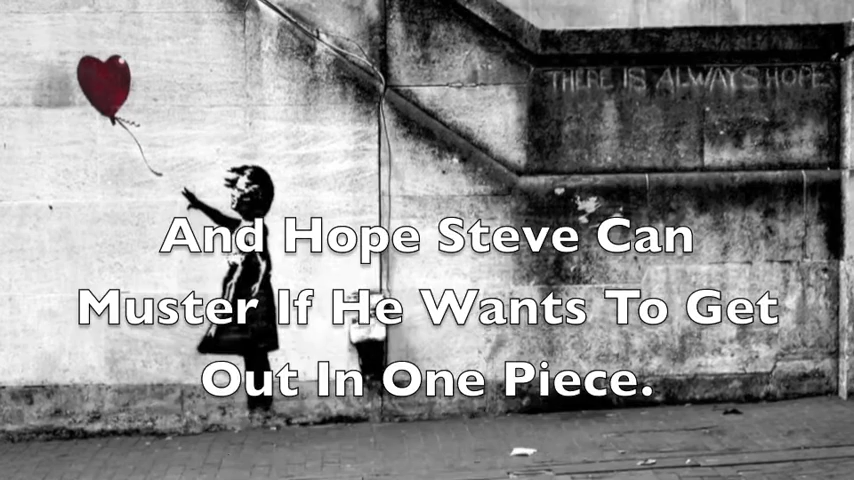 THERE IS ALWAYS HOPE
And Hope Steve Can
Muster If He Wants To Get
Out In One Piece.